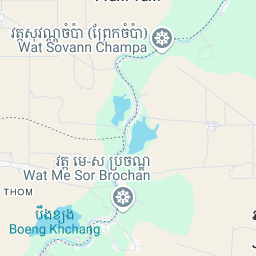 វត្តសុវណ្ណចំប៉ា (ព្រែកចំប៉ា)
Wat Sovann Champa
វត្ត មេ-ស ប្រចណ្ឌ
Wat Me Sor Brochan
THOM
បឹងខ្យង
Boeng Khchang